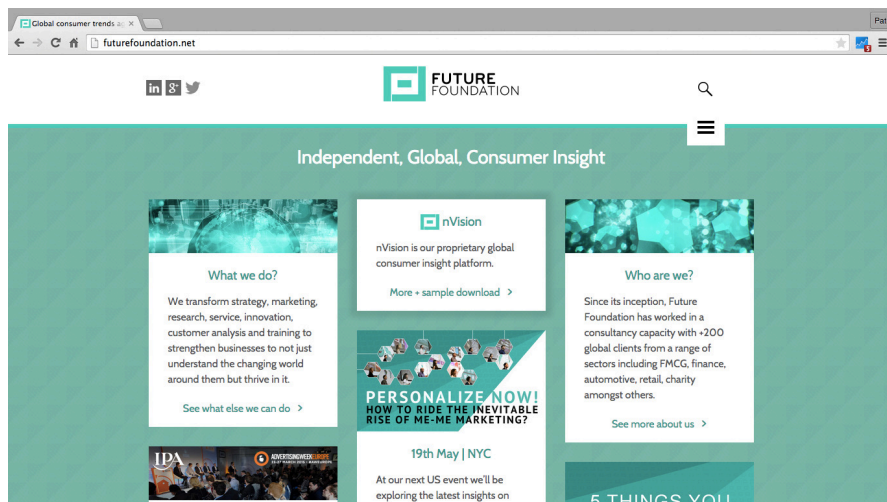 Global consumer trends ag
Pat
futurefoundation.net
3
in
g+
FUTURE
FOUNDATION
Independent, Global, Consumer Insight
What we do?
We transform strategy, marketing,
research, service, innovation,
customer analysis and training to
strengthen businesses to not just
understand the changing world
around them but thrive in it.
See what else we can do >
IPA
ADVERTISINGWEEKEUROPE
nVision
nVision is our proprietary global
consumer insight platform.
More + sample download >
PERSONALIZE NOW!
HOW TO RIDE THE INEVITABLE
RISE OF ME-ME MARKETING?
19th May | NYC
At our next US event we'll be
exploring the latest insights on
Who are we?
Since its inception, Future
Foundation has worked in a
consultancy capacity with +200
global clients from a range of
sectors including FMCG, finance,
automotive, retail, charity
amongst others.
See more about us >
5 THINGS YOU